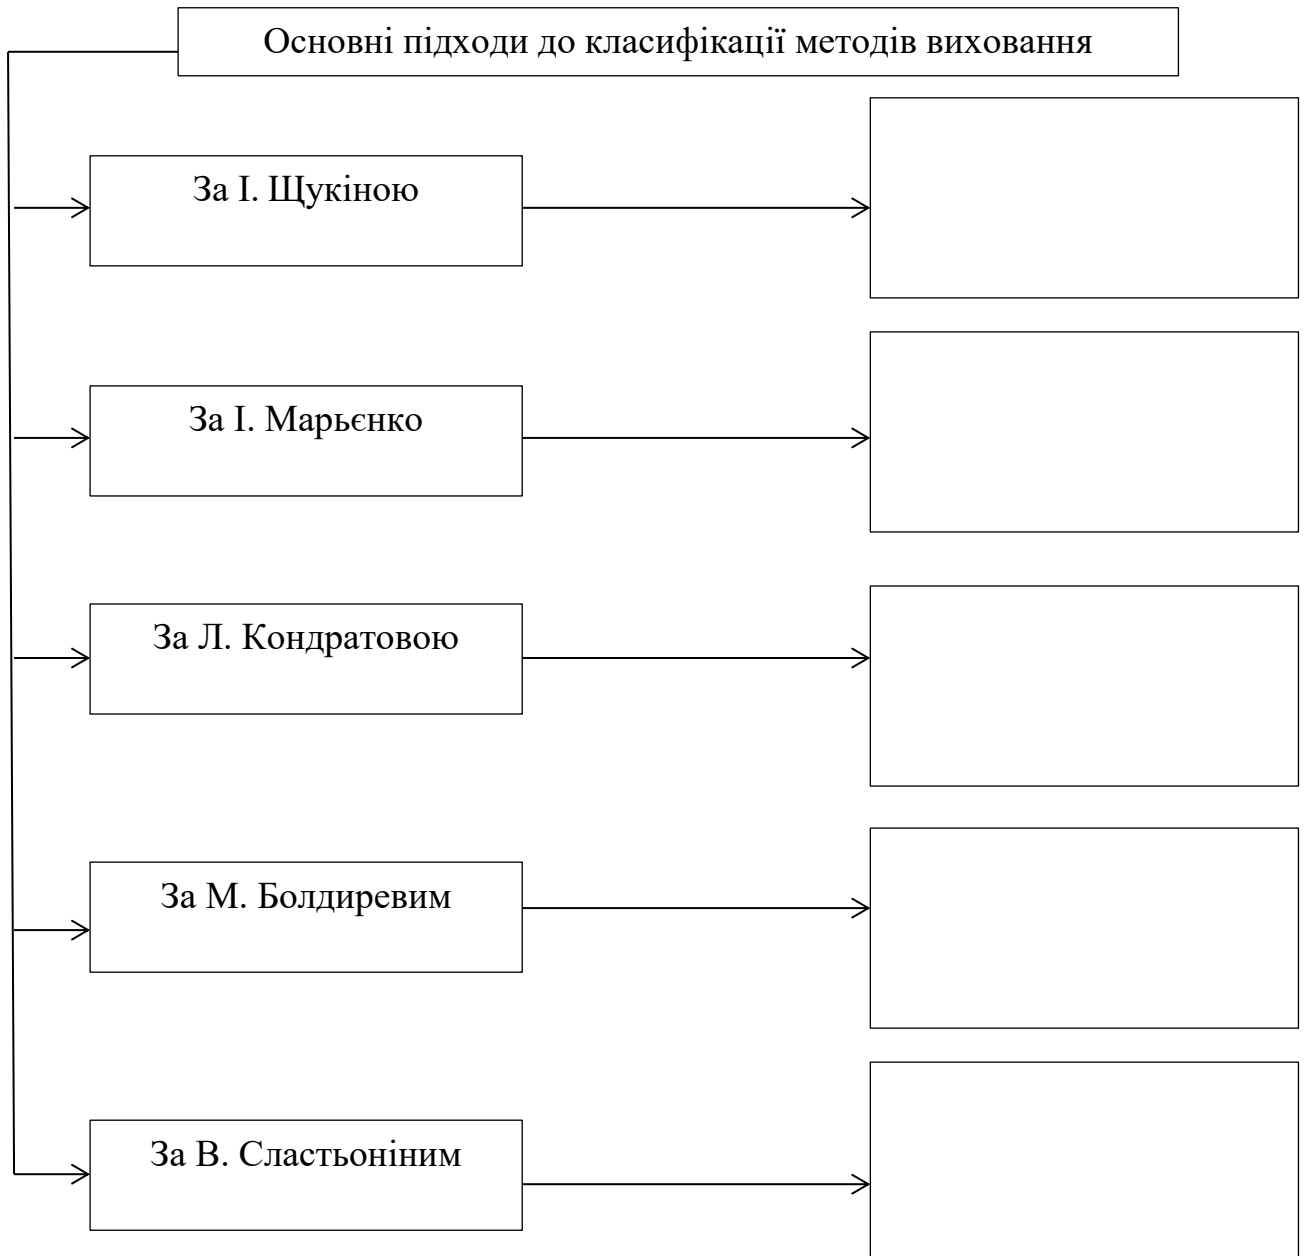 Основні підходи до класифікації методів виховання
За І. Щукіною
За І. Марьєнко
За Л. Кондратовою
За М. Болдиревим
За В. Сластьоніним